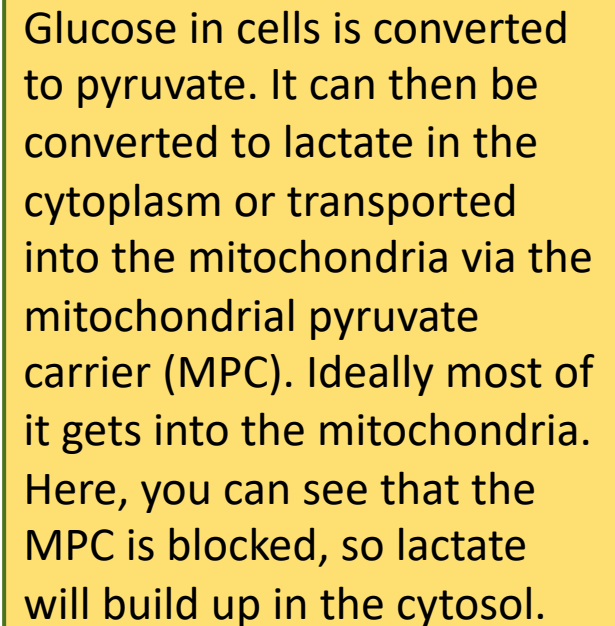 Glucose in cells is converted
to pyruvate. It can then be
converted to lactate in the
cytoplasm or transported
into the mitochondria via the
mitochondrial pyruvate
carrier (MPC). Ideally most of
it gets into the mitochondria.
Here, you can see that the
MPC is blocked, so lactate
will build up in the cytosol.